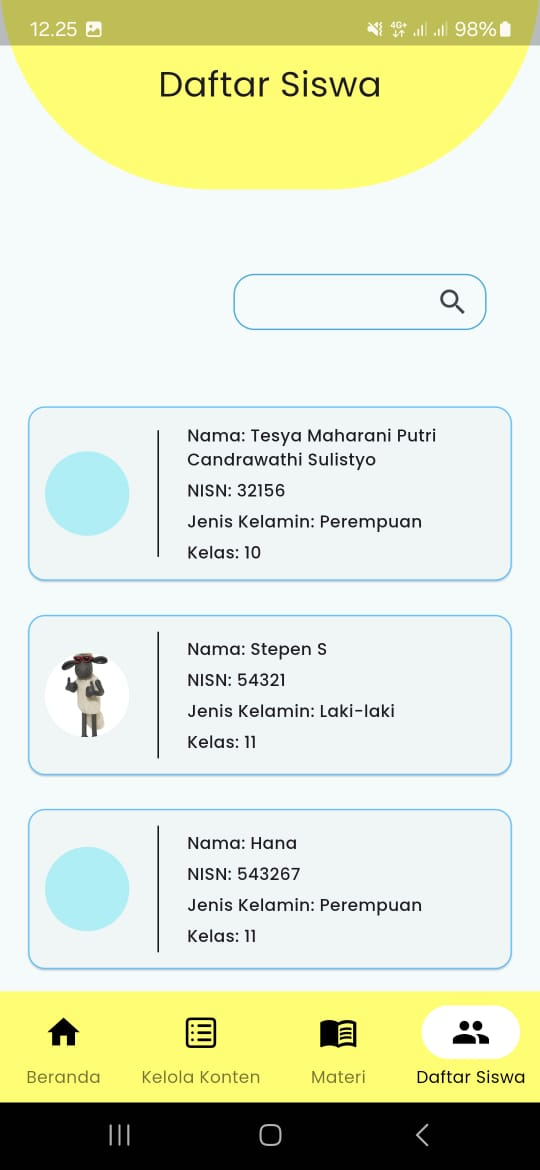 12.25 4G+ 98%
Daftar Siswa
Nama: Tesya Maharani Putri
Candrawathi Sulistyo
NISN: 32156
Jenis Kelamin: Perempuan
Kelas: 10
Nama: Stepen S
NISN: 54321
Jenis Kelamin: Laki-laki
Kelas: 11
Nama: Hana
NISN: 543267
Jenis Kelamin: Perempuan
Kelas: 11
Beranda Kelola Konten Materi Daftar Siswa